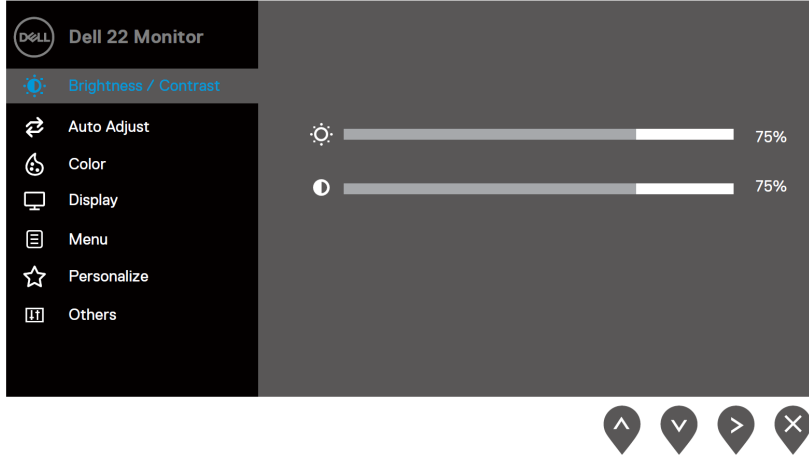 DELL Dell 22 Monitor
Brightness / Contrast
Auto Adjust
75%
Color
Display
75%
Menu
Personalize
Others